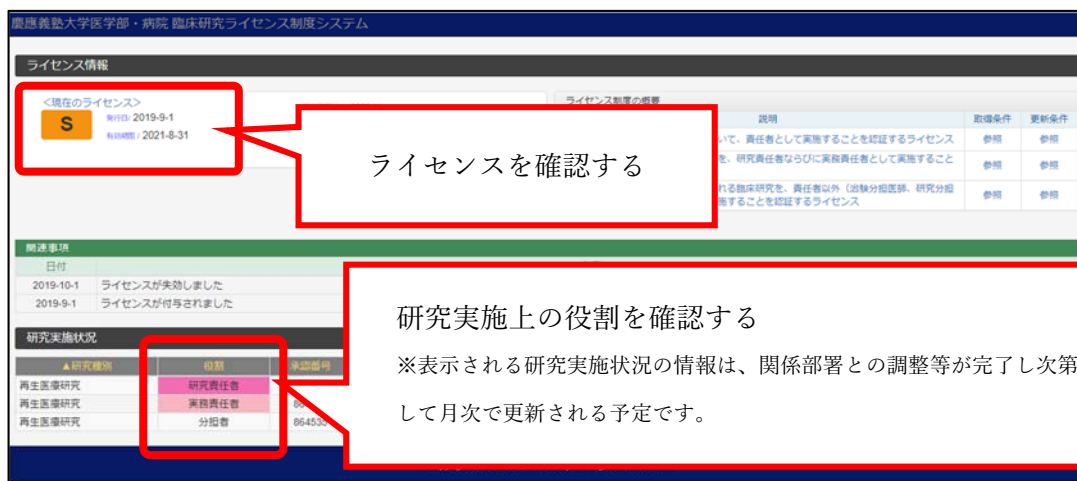 慶應義塾大学医学部・病院 臨床研究ライセンス制度システム
ライセンス情報
<現在のライセンス>
S
発行日/ 2019-9-1
有効期限/ 2021-8-31
ライセンスを確認する
ライセンス制度の概要
説明 取得条件 更新条件
いて、責任者として実施することを認証するライセンス 参照 参照
を、研究責任者ならびに実務責任者として実施すること 参照 参照
れる臨床研究を、責任者以外(治験分担医師、研究分担 参照 参照
施することを認証するライセンス
関連事項
日付
2019-10-1 ライセンスが失効しました
2019-9-1 ライセンスが付与されました
研究実施状況
▲研究種別 役割 承認番号
再生医療研究 研究責任者
再生医療研究 実務責任者
再生医療研究 分担者
研究実施上の役割を確認する
※表示される研究実施状況の情報は、関係部署との調整等が完了し次第
して月次で更新される予定です。